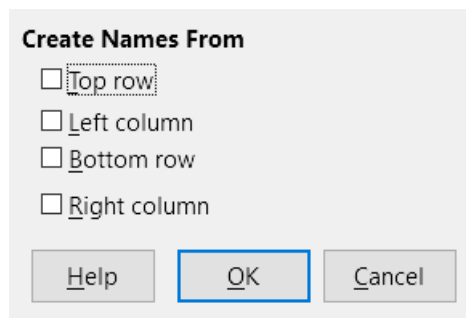 Create Names From
Top row
Left column
Bottom row
Right column
Help OK Cancel